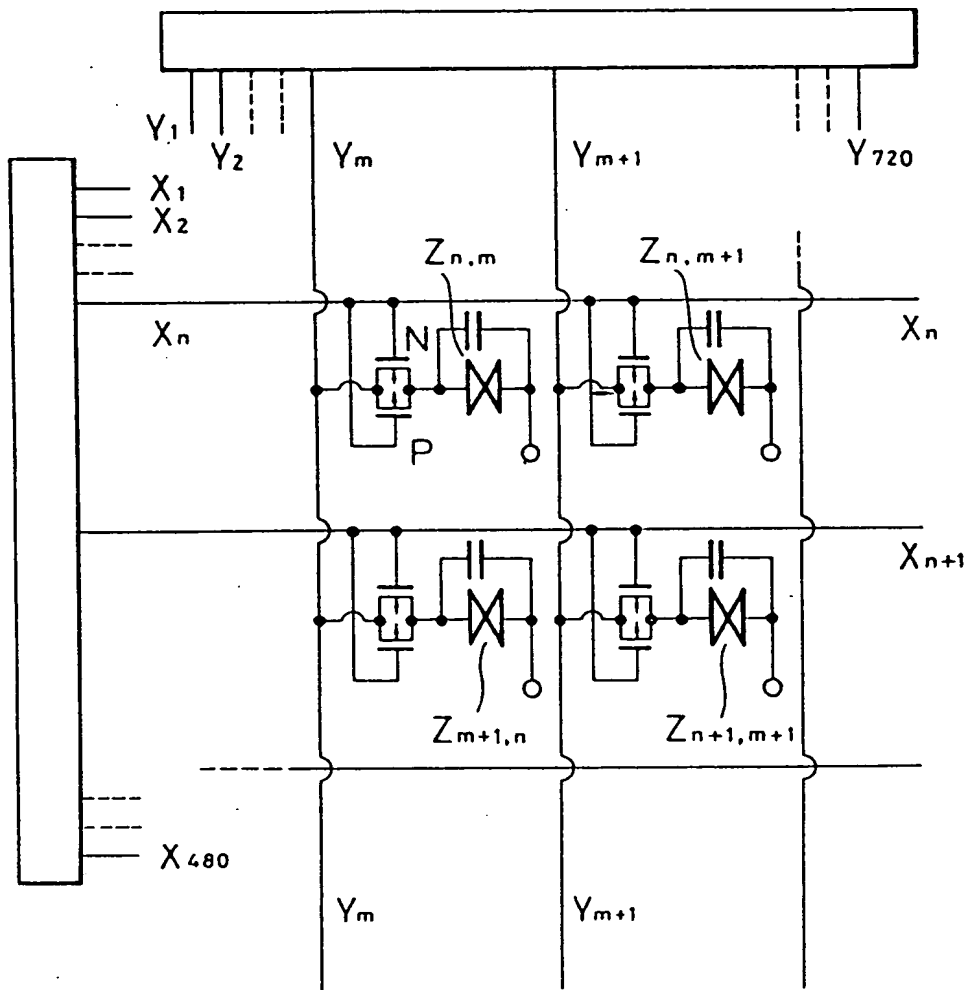 Y1
Y2
Ym
Ym+1
Y720
X1
X2
Zn,m
Zn,m+1
Xn
Xn
N
P
Xn+1
Zm+1,n
Zn+1,m+1
X480
Ym
Ym+1